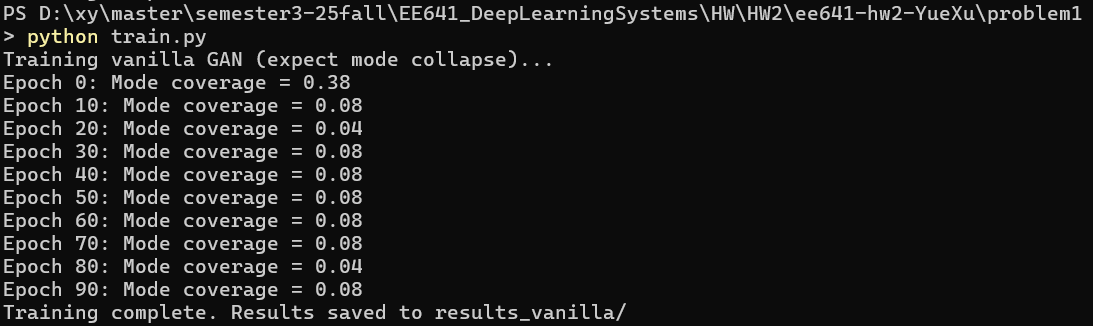 PS D:\xy\master\semester3-25fall\EE641_DeepLearningSystems\HW\HW2\ee641-hw2-YueXu\problem1
> python train.py
Training vanilla GAN (expect mode collapse)...
Epoch 0: Mode coverage = 0.38
Epoch 10: Mode coverage = 0.08
Epoch 20: Mode coverage = 0.04
Epoch 30: Mode coverage = 0.08
Epoch 40: Mode coverage = 0.08
Epoch 50: Mode coverage = 0.08
Epoch 60: Mode coverage = 0.08
Epoch 70: Mode coverage = 0.08
Epoch 80: Mode coverage = 0.04
Epoch 90: Mode coverage = 0.08
Training complete. Results saved to results_vanilla/